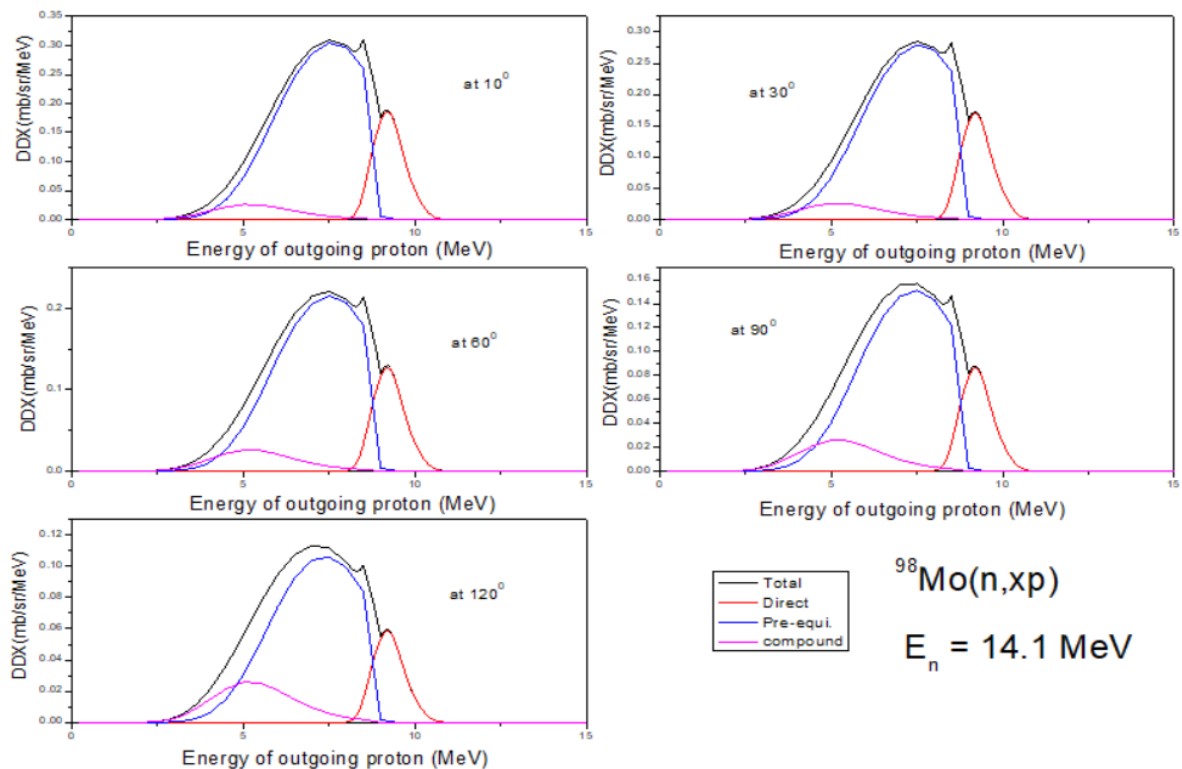 0.35
0.30
0.25
0.20
0.15
0.10
0.05
0.00
DDX(mb/sr/MeV)
at 10⁰
0 5 10 15
Energy of outgoing proton (MeV)
0.30
0.25
0.20
0.15
0.10
0.05
0.00
DDX(mb/sr/MeV)
at 30⁰
0 5 10 15
Energy of outgoing proton (MeV)
0.2
0.1
0.0
DDX(mb/sr/MeV)
at 60⁰
0 5 10 15
Energy of outgoing proton (MeV)
0.16
0.14
0.12
0.10
0.08
0.06
0.04
0.02
0.00
DDX(mb/sr/MeV)
at 90⁰
0 5 10 15
Energy of outgoing proton (MeV)
0.12
0.10
0.08
0.06
0.04
0.02
0.00
DDX(mb/sr/MeV)
at 120⁰
0 5 10 15
Energy of outgoing proton (MeV)
Total
Direct
Pre-equi.
compound
⁹⁸Mo(n,xp)
Eₙ = 14.1 MeV